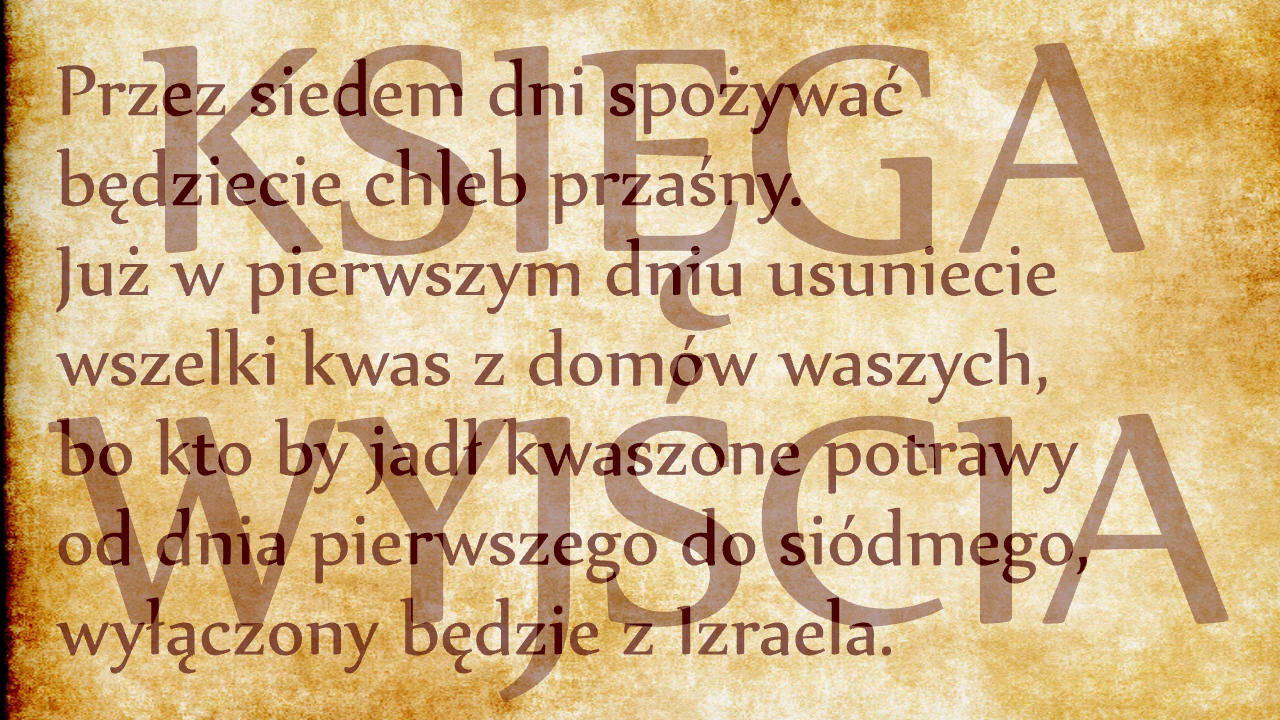 KSIĘGA
WYJŚCIA
Przez siedem dni spożywać
będziecie chleb przaśny.
Już w pierwszym dniu usuniecie
wszelki kwas z domów waszych,
bo kto by jadł kwaszone potrawy
od dnia pierwszego do siódmego,
wyłączony będzie z Izraela.